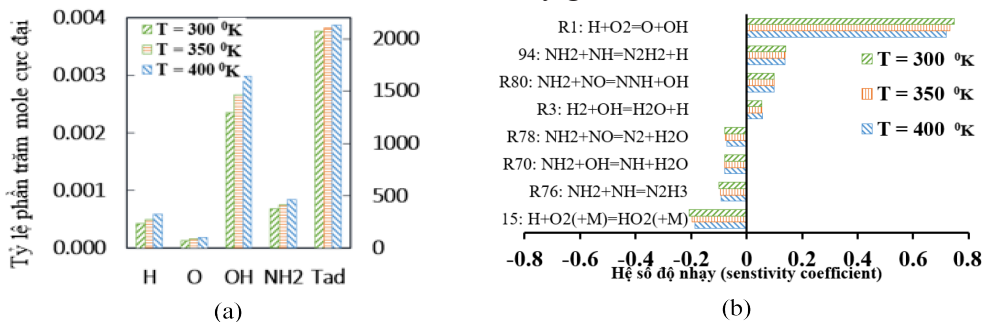 Tỷ lệ phần trăm mole cực đại
0.004
0.003
0.002
0.001
0.000
T = 300 ⁰K
T = 350 ⁰K
T = 400 ⁰K
2000
1500
1000
500
0
H O OH NH2 Tad
(a)
R1: H+O2=O+OH
94: NH2+NH=N2H2+H
R80: NH2+NO=NNH+OH
R3: H2+OH=H2O+H
R78: NH2+NO=N2+H2O
R70: NH2+OH=NH+H2O
R76: NH2+NH=N2H3
15: H+O2(+M)=HO2(+M)
T = 300 ⁰K
T = 350 ⁰K
T = 400 ⁰K
-0.8 -0.6 -0.4 -0.2 0 0.2 0.4 0.6 0.8
Hệ số độ nhạy (senstivity coefficient)
(b)